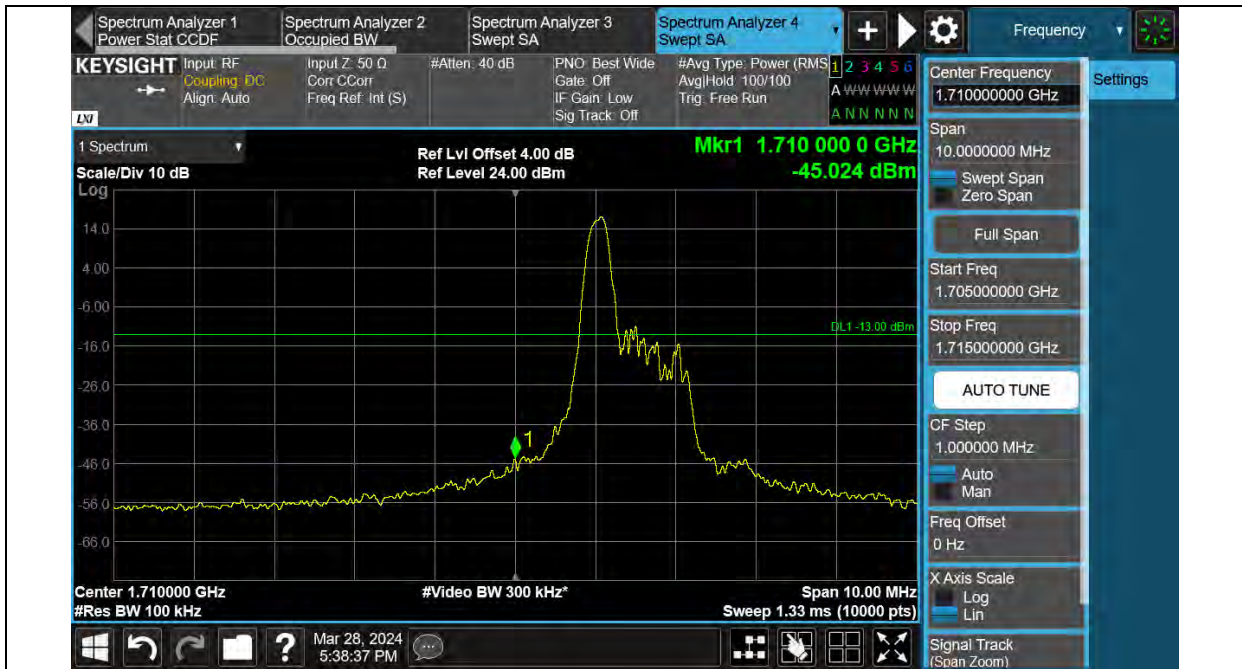 Spectrum Analyzer 1
Power Stat CCDF
Spectrum Analyzer 2
Occupied BW
Spectrum Analyzer 3
Swept SA
Spectrum Analyzer 4
Swept SA
Frequency
KEYSIGHT
LXI
Input: RF
Coupling: DC
Align: Auto
Input Z: 50 Ω
Corr CCorr
Freq Ref: Int (S)
#Atten: 40 dB
PNO: Best Wide
Gate: Off
IF Gain: Low
Sig Track: Off
#Avg Type: Power (RMS
Avg|Hold: 100/100
Trig: Free Run
1 2 3 4 5 6
A W W W W W
A N N N N N
Center Frequency
1.710000000 GHz
Settings
Span
10.0000000 MHz
Swept Span
Zero Span
Full Span
Start Freq
1.705000000 GHz
Stop Freq
1.715000000 GHz
AUTO TUNE
CF Step
1.000000 MHz
Auto
Man
Freq Offset
0 Hz
X Axis Scale
Log
Lin
Signal Track
(Span Zoom)
1 Spectrum
Scale/Div 10 dB
Ref Lvl Offset 4.00 dB
Ref Level 24.00 dBm
Mkr1 1.710 000 0 GHz
-45.024 dBm
Log
14.0
4.00
-6.00
DL1 -13.00 dBm
-16.0
-26.0
-36.0
1
-46.0
-56.0
-66.0
Center 1.710000 GHz
#Video BW 300 kHz*
Span 10.00 MHz
#Res BW 100 kHz
Sweep 1.33 ms (10000 pts)
?
Mar 28, 2024
5:38:37 PM